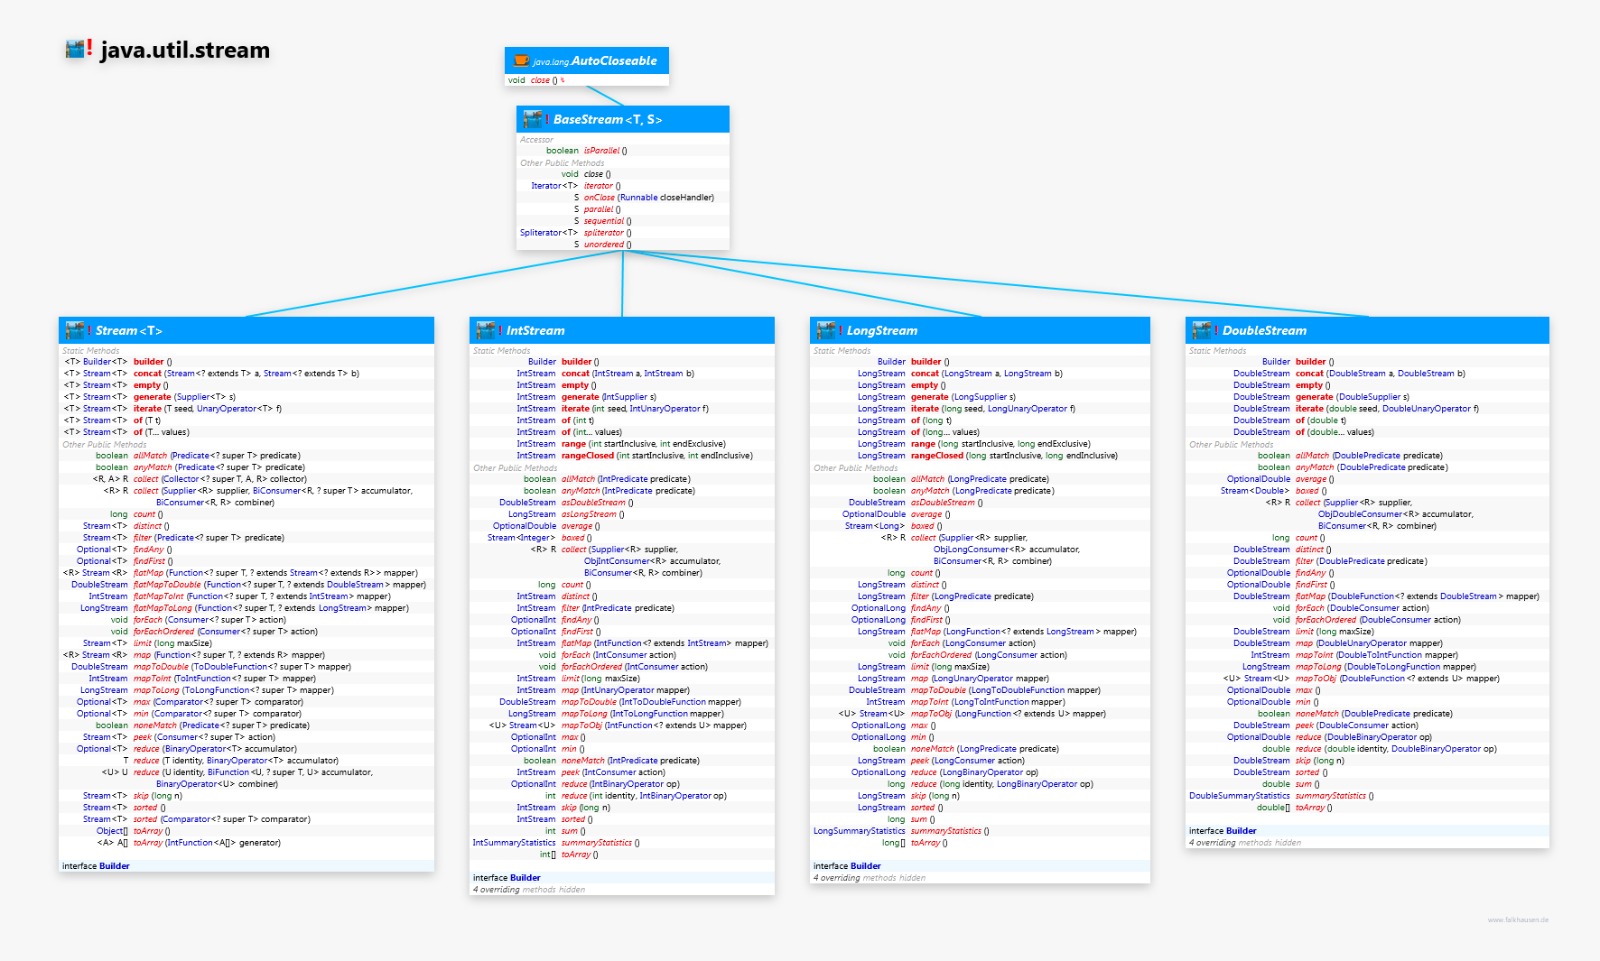 ! java.util.stream
java.lang.AutoCloseable
void close ()
! BaseStream <T, S>
Accessor
boolean isParallel ()
Other Public Methods
void close ()
Iterator<T> iterator ()
S onClose (Runnable closeHandler)
S parallel ()
S sequential ()
Spliterator<T> spliterator ()
S unordered ()
! Stream <T>
Static Methods
<T> Builder<T> builder ()
<T> Stream<T> concat (Stream<? extends T> a, Stream<? extends T> b)
<T> Stream<T> empty ()
<T> Stream<T> generate (Supplier<T> s)
<T> Stream<T> iterate (T seed, UnaryOperator<T> f)
<T> Stream<T> of (T t)
<T> Stream<T> of (T... values)
Other Public Methods
boolean allMatch (Predicate<? super T> predicate)
boolean anyMatch (Predicate<? super T> predicate)
<R, A> R collect (Collector<? super T, A, R> collector)
<R> R collect (Supplier<R> supplier, BiConsumer<R, ? super T> accumulator,
BiConsumer<R, R> combiner)
long count ()
Stream<T> distinct ()
Stream<T> filter (Predicate<? super T> predicate)
Optional<T> findAny ()
Optional<T> findFirst ()
<R> Stream<R> flatMap (Function<? super T, ? extends Stream<? extends R>> mapper)
DoubleStream flatMapToDouble (Function<? super T, ? extends DoubleStream> mapper)
IntStream flatMapToInt (Function<? super T, ? extends IntStream> mapper)
LongStream flatMapToLong (Function<? super T, ? extends LongStream> mapper)
void forEach (Consumer<? super T> action)
void forEachOrdered (Consumer<? super T> action)
Stream<T> limit (long maxSize)
<R> Stream<R> map (Function<? super T, ? extends R> mapper)
DoubleStream mapToDouble (ToDoubleFunction<? super T> mapper)
IntStream mapToInt (ToIntFunction<? super T> mapper)
LongStream mapToLong (ToLongFunction<? super T> mapper)
Optional<T> max (Comparator<? super T> comparator)
Optional<T> min (Comparator<? super T> comparator)
boolean noneMatch (Predicate<? super T> predicate)
Stream<T> peek (Consumer<? super T> action)
Optional<T> reduce (BinaryOperator<T> accumulator)
T reduce (T identity, BinaryOperator<T> accumulator)
<U> U reduce (U identity, BiFunction<U, ? super T, U> accumulator,
BinaryOperator<U> combiner)
Stream<T> skip (long n)
Stream<T> sorted ()
Stream<T> sorted (Comparator<? super T> comparator)
Object[] toArray ()
<A> A[] toArray (IntFunction<A[]> generator)
interface Builder
! IntStream
Static Methods
Builder builder ()
IntStream concat (IntStream a, IntStream b)
IntStream empty ()
IntStream generate (IntSupplier s)
IntStream iterate (int seed, IntUnaryOperator f)
IntStream of (int t)
IntStream of (int... values)
IntStream range (int startInclusive, int endExclusive)
IntStream rangeClosed (int startInclusive, int endInclusive)
Other Public Methods
boolean allMatch (IntPredicate predicate)
boolean anyMatch (IntPredicate predicate)
DoubleStream asDoubleStream ()
LongStream asLongStream ()
OptionalDouble average ()
Stream<Integer> boxed ()
<R> R collect (Supplier<R> supplier,
ObjIntConsumer<R> accumulator,
BiConsumer<R, R> combiner)
long count ()
IntStream distinct ()
IntStream filter (IntPredicate predicate)
OptionalInt findAny ()
OptionalInt findFirst ()
IntStream flatMap (IntFunction<? extends IntStream> mapper)
void forEach (IntConsumer action)
void forEachOrdered (IntConsumer action)
IntStream limit (long maxSize)
IntStream map (IntUnaryOperator mapper)
DoubleStream mapToDouble (IntToDoubleFunction mapper)
LongStream mapToLong (IntToLongFunction mapper)
<U> Stream<U> mapToObj (IntFunction<? extends U> mapper)
OptionalInt max ()
OptionalInt min ()
boolean noneMatch (IntPredicate predicate)
IntStream peek (IntConsumer action)
OptionalInt reduce (IntBinaryOperator op)
int reduce (int identity, IntBinaryOperator op)
IntStream skip (long n)
IntStream sorted ()
int sum ()
IntSummaryStatistics summaryStatistics ()
int[] toArray ()
interface Builder
4 overriding methods hidden
! LongStream
Static Methods
Builder builder ()
LongStream concat (LongStream a, LongStream b)
LongStream empty ()
LongStream generate (LongSupplier s)
LongStream iterate (long seed, LongUnaryOperator f)
LongStream of (long t)
LongStream of (long... values)
LongStream range (long startInclusive, long endExclusive)
LongStream rangeClosed (long startInclusive, long endInclusive)
Other Public Methods
boolean allMatch (LongPredicate predicate)
boolean anyMatch (LongPredicate predicate)
DoubleStream asDoubleStream ()
OptionalDouble average ()
Stream<Long> boxed ()
<R> R collect (Supplier<R> supplier,
ObjLongConsumer<R> accumulator,
BiConsumer<R, R> combiner)
long count ()
LongStream distinct ()
LongStream filter (LongPredicate predicate)
OptionalLong findAny ()
OptionalLong findFirst ()
LongStream flatMap (LongFunction<? extends LongStream> mapper)
void forEach (LongConsumer action)
void forEachOrdered (LongConsumer action)
LongStream limit (long maxSize)
LongStream map (LongUnaryOperator mapper)
DoubleStream mapToDouble (LongToDoubleFunction mapper)
IntStream mapToInt (LongToIntFunction mapper)
<U> Stream<U> mapToObj (LongFunction<? extends U> mapper)
OptionalLong max ()
OptionalLong min ()
boolean noneMatch (LongPredicate predicate)
LongStream peek (LongConsumer action)
OptionalLong reduce (LongBinaryOperator op)
long reduce (long identity, LongBinaryOperator op)
LongStream skip (long n)
LongStream sorted ()
long sum ()
LongSummaryStatistics summaryStatistics ()
long[] toArray ()
interface Builder
4 overriding methods hidden
! DoubleStream
Static Methods
Builder builder ()
DoubleStream concat (DoubleStream a, DoubleStream b)
DoubleStream empty ()
DoubleStream generate (DoubleSupplier s)
DoubleStream iterate (double seed, DoubleUnaryOperator f)
DoubleStream of (double t)
DoubleStream of (double... values)
Other Public Methods
boolean allMatch (DoublePredicate predicate)
boolean anyMatch (DoublePredicate predicate)
OptionalDouble average ()
Stream<Double> boxed ()
<R> R collect (Supplier<R> supplier,
ObjDoubleConsumer<R> accumulator,
BiConsumer<R, R> combiner)
long count ()
DoubleStream distinct ()
DoubleStream filter (DoublePredicate predicate)
OptionalDouble findAny ()
OptionalDouble findFirst ()
DoubleStream flatMap (DoubleFunction<? extends DoubleStream> mapper)
void forEach (DoubleConsumer action)
void forEachOrdered (DoubleConsumer action)
DoubleStream limit (long maxSize)
DoubleStream map (DoubleUnaryOperator mapper)
IntStream mapToInt (DoubleToIntFunction mapper)
LongStream mapToLong (DoubleToLongFunction mapper)
<U> Stream<U> mapToObj (DoubleFunction<? extends U> mapper)
OptionalDouble max ()
OptionalDouble min ()
boolean noneMatch (DoublePredicate predicate)
DoubleStream peek (DoubleConsumer action)
OptionalDouble reduce (DoubleBinaryOperator op)
double reduce (double identity, DoubleBinaryOperator op)
DoubleStream skip (long n)
DoubleStream sorted ()
double sum ()
DoubleSummaryStatistics summaryStatistics ()
double[] toArray ()
interface Builder
4 overriding methods hidden
www.falkhausen.de